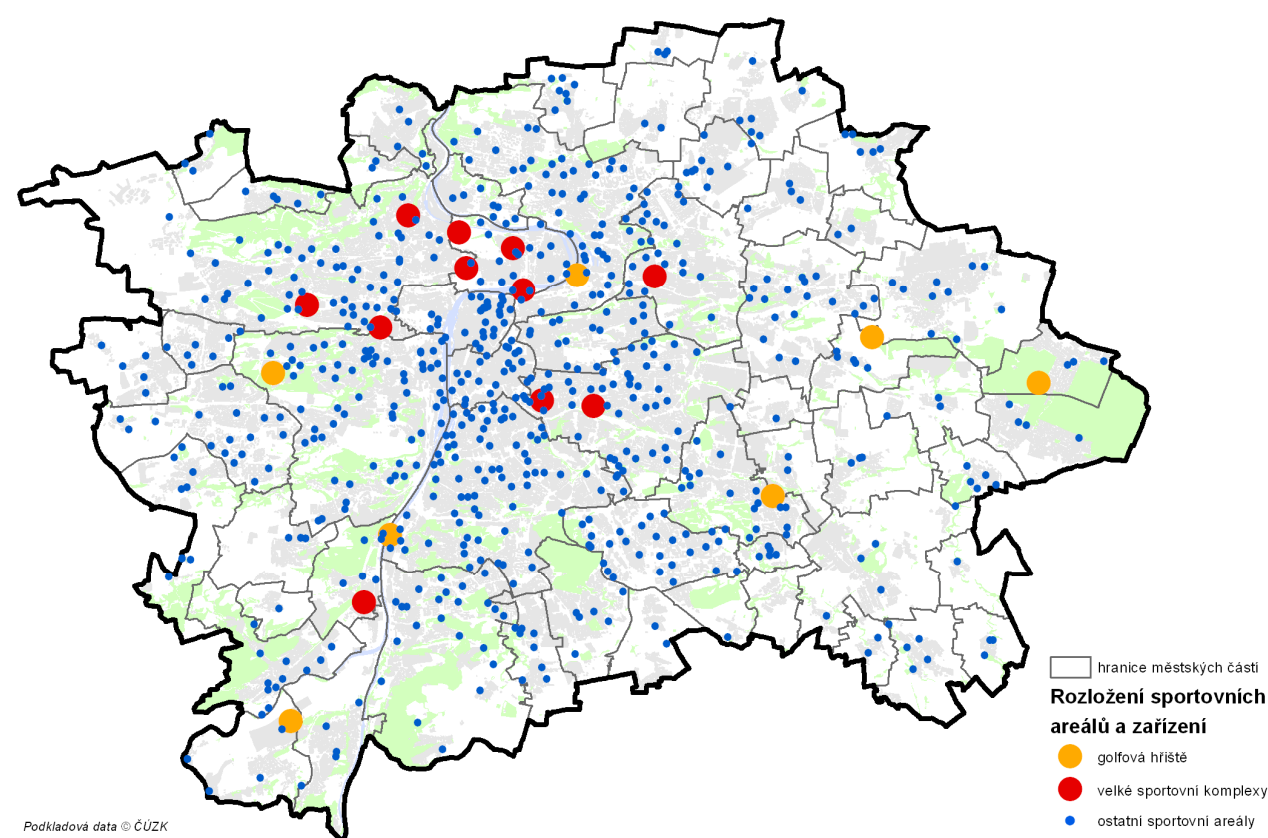 hranice městských částí
Rozložení sportovních
areálů a zařízení
golfová hřiště
velké sportovní komplexy
ostatní sportovní areály
Podkladová data © ČÚZK